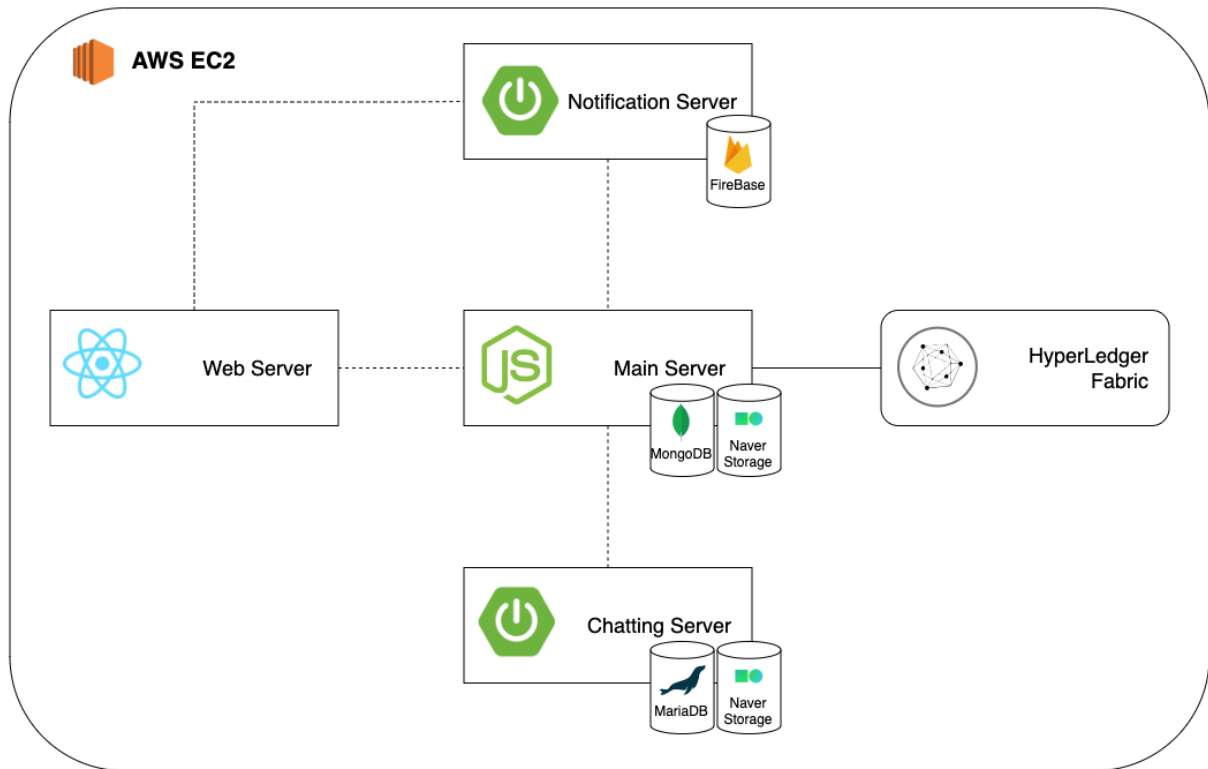 AWS EC2
Notification Server
FireBase
Web Server
JS
Main Server
MongoDB
Naver
Storage
HyperLedger
Fabric
Chatting Server
MariaDB
Naver
Storage